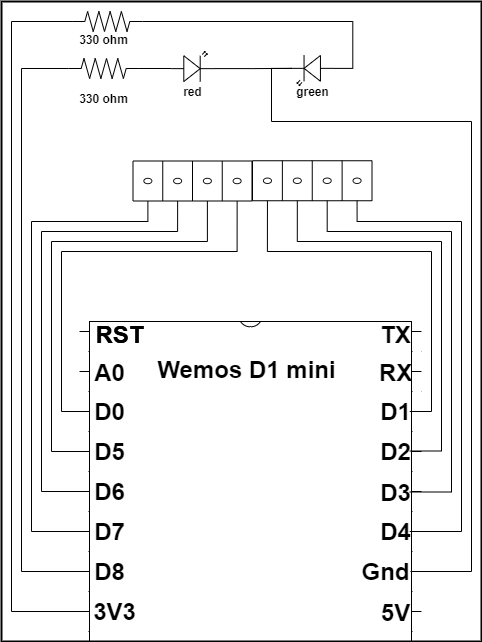 330 ohm
330 ohm
red
green
RST
TX
Wemos D1 mini
A0
RX
D0
D1
D5
D2
D6
D3
D7
D4
D8
Gnd
3V3
5V